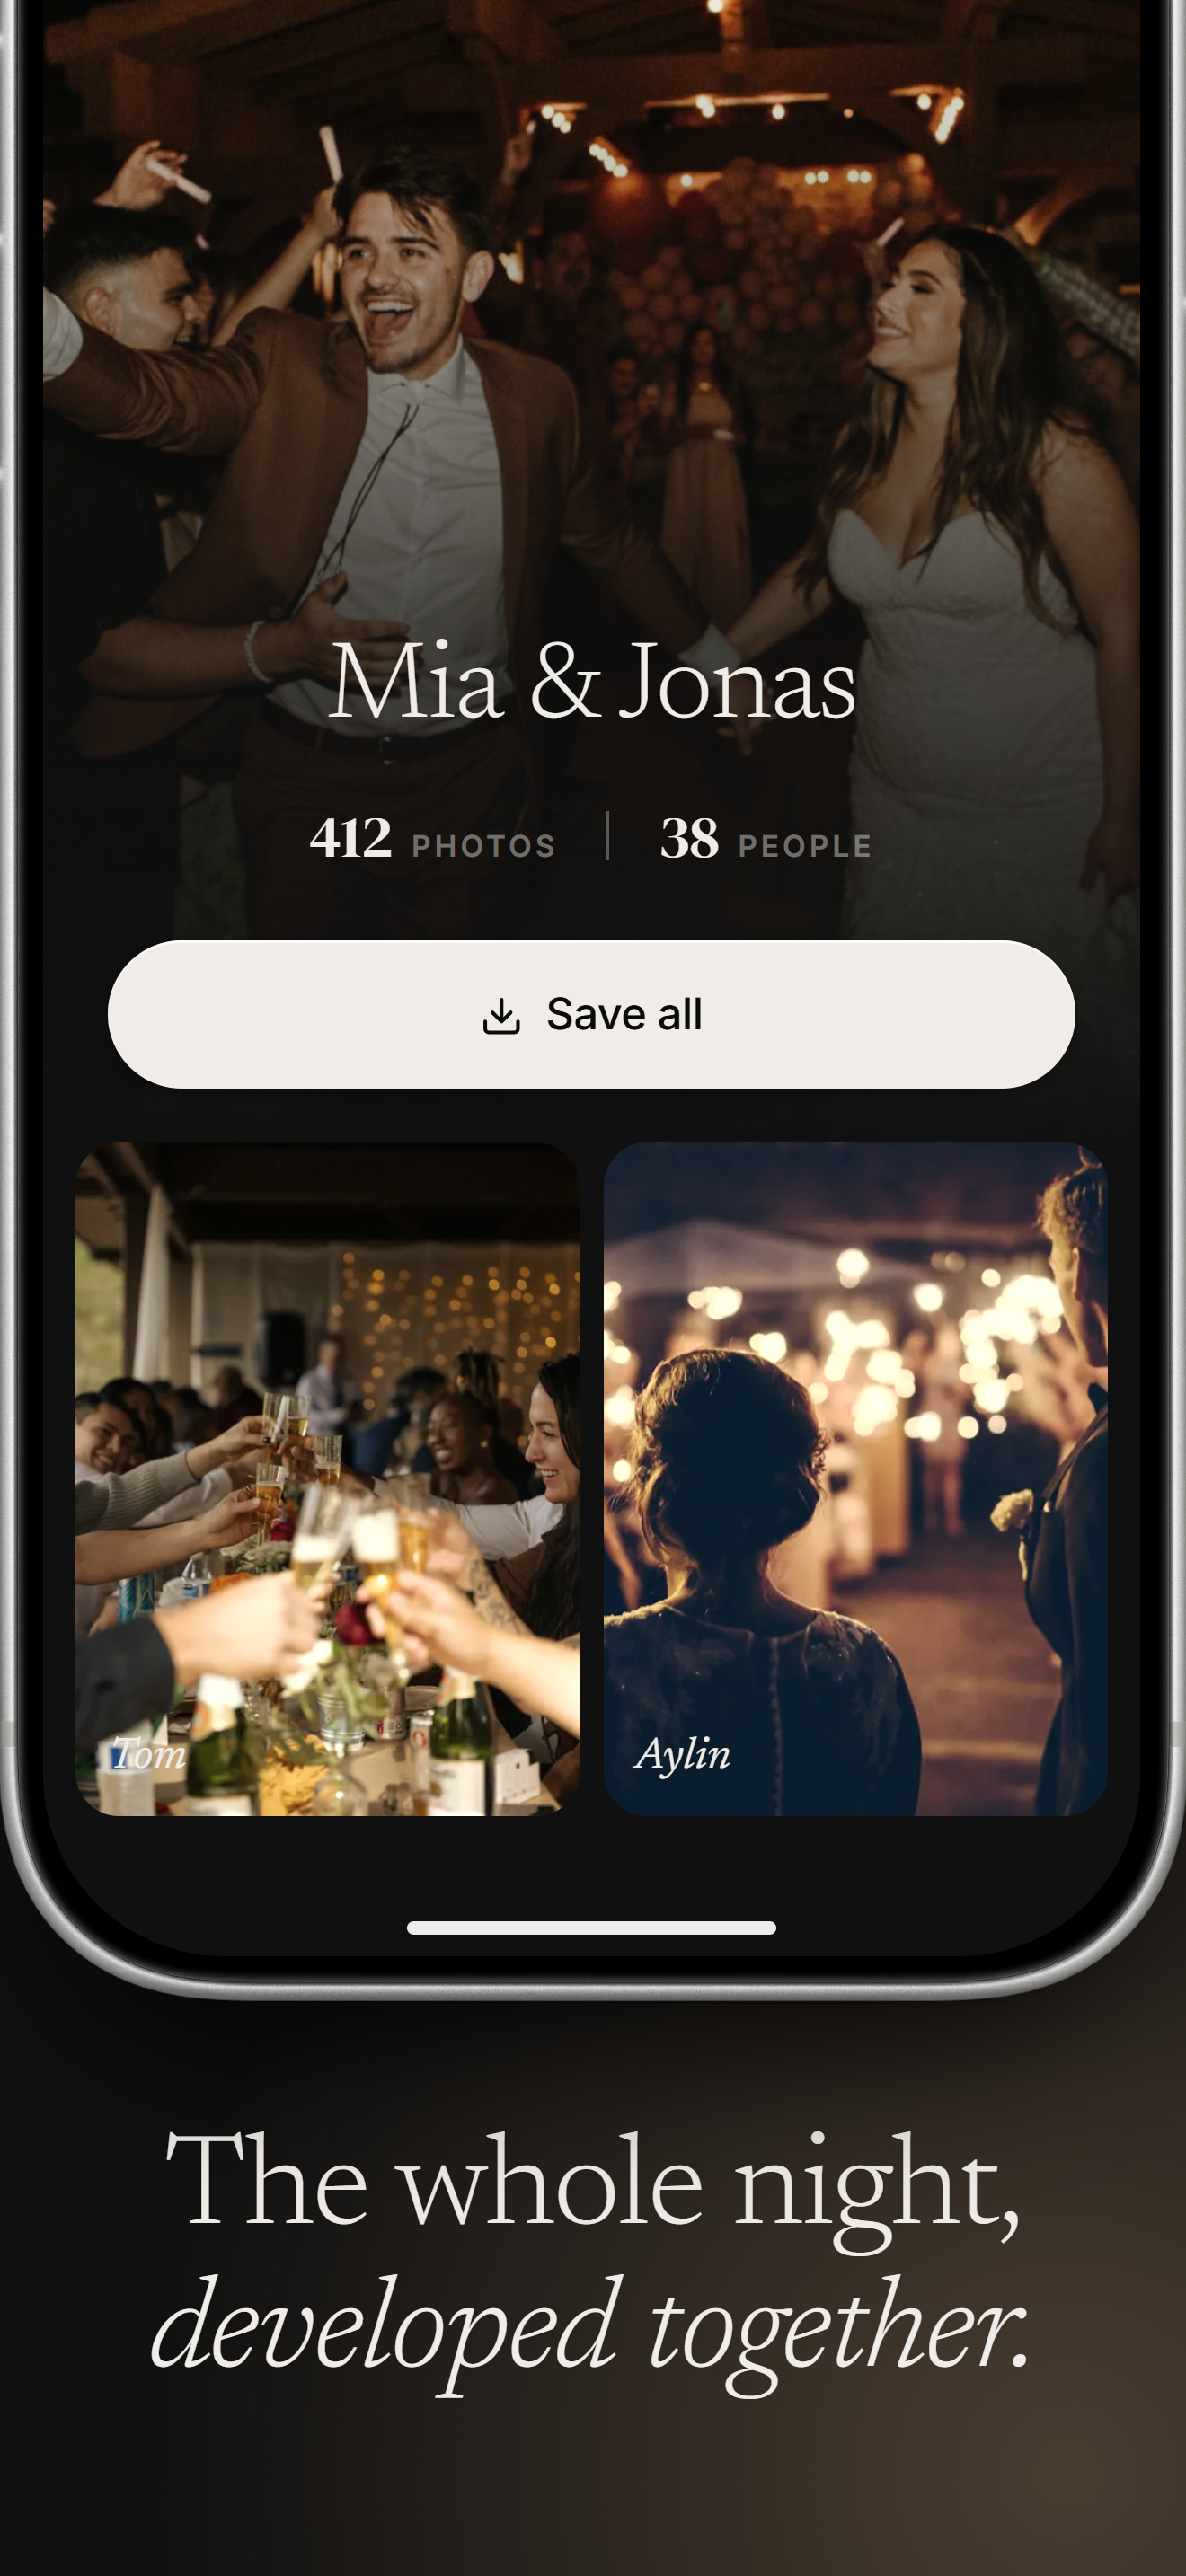 Mia & Jonas
412 PHOTOS 38 PEOPLE
Save all
Tom
Aylin
The whole night,
developed together.